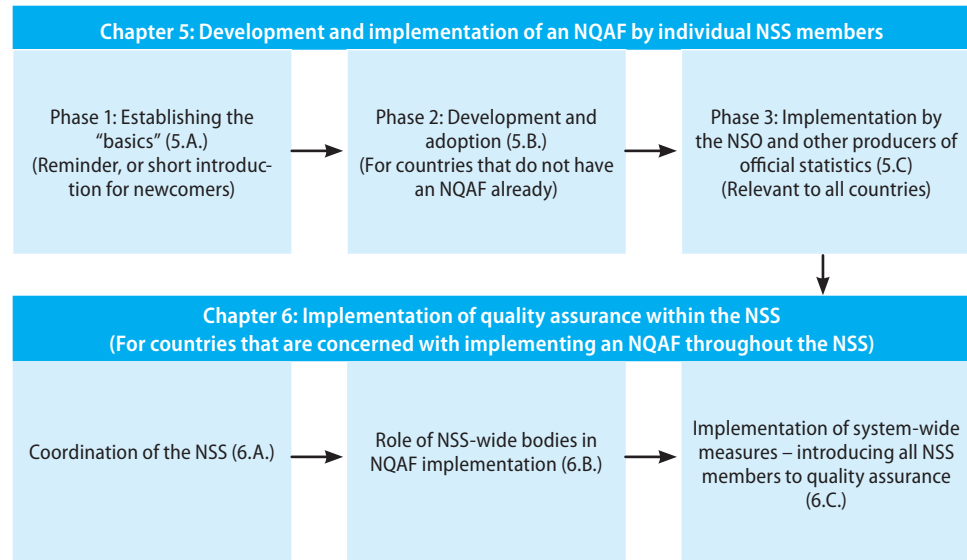 Chapter 5: Development and implementation of an NQAF by individual NSS members
Phase 1: Establishing the
“basics” (5.A.)
(Reminder, or short introduc-
tion for newcomers)
Phase 2: Development and
adoption (5.B.)
(For countries that do not have
an NQAF already)
Phase 3: Implementation by
the NSO and other producers of
official statistics (5.C)
(Relevant to all countries)
Chapter 6: Implementation of quality assurance within the NSS
(For countries that are concerned with implementing an NQAF throughout the NSS)
Coordination of the NSS (6.A.)
Role of NSS-wide bodies in
NQAF implementation (6.B.)
Implementation of system-wide
measures – introducing all NSS
members to quality assurance
(6.C.)